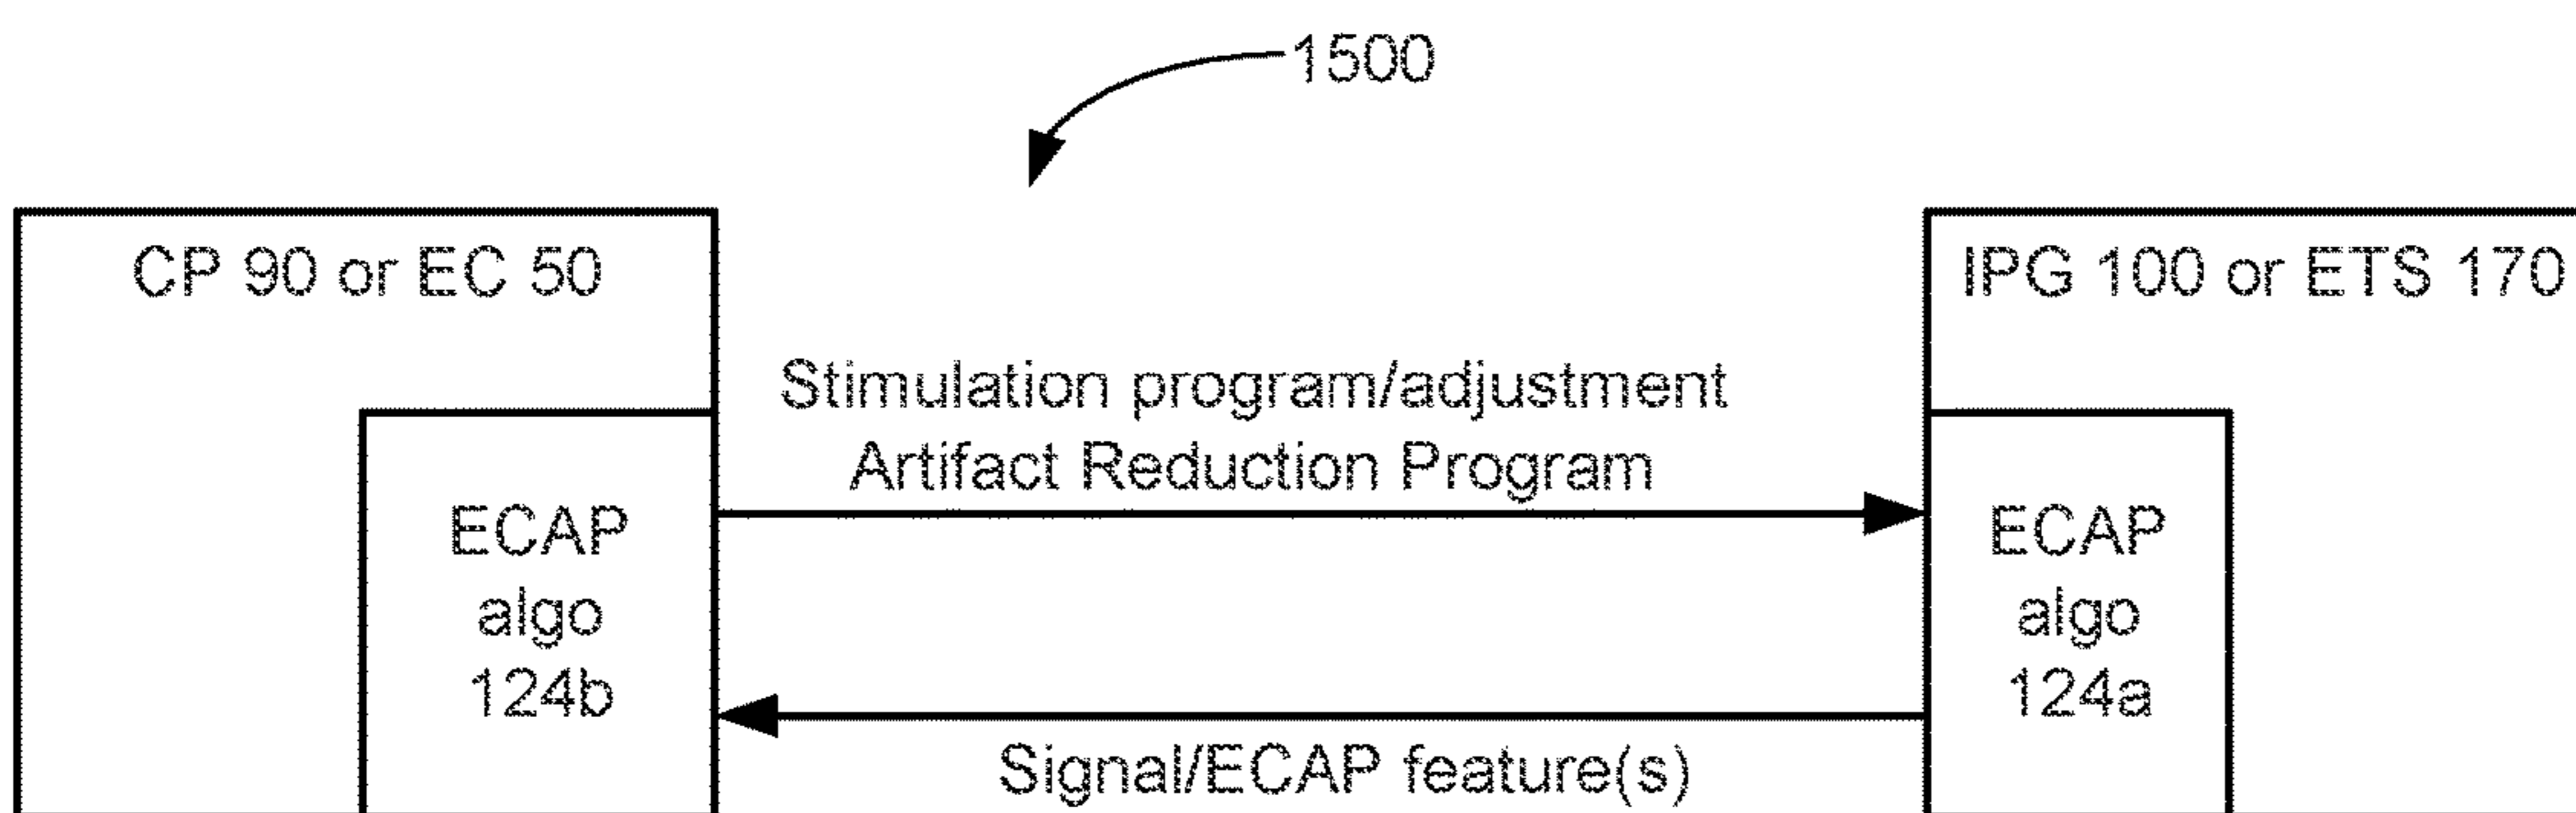 1500
CP 90 or EC 50
IPG 100 or ETS 170
Stimulation program/adjustment
Artifact Reduction Program
ECAP
algo
124b
ECAP
algo
124a
Signal/ECAP feature(s)